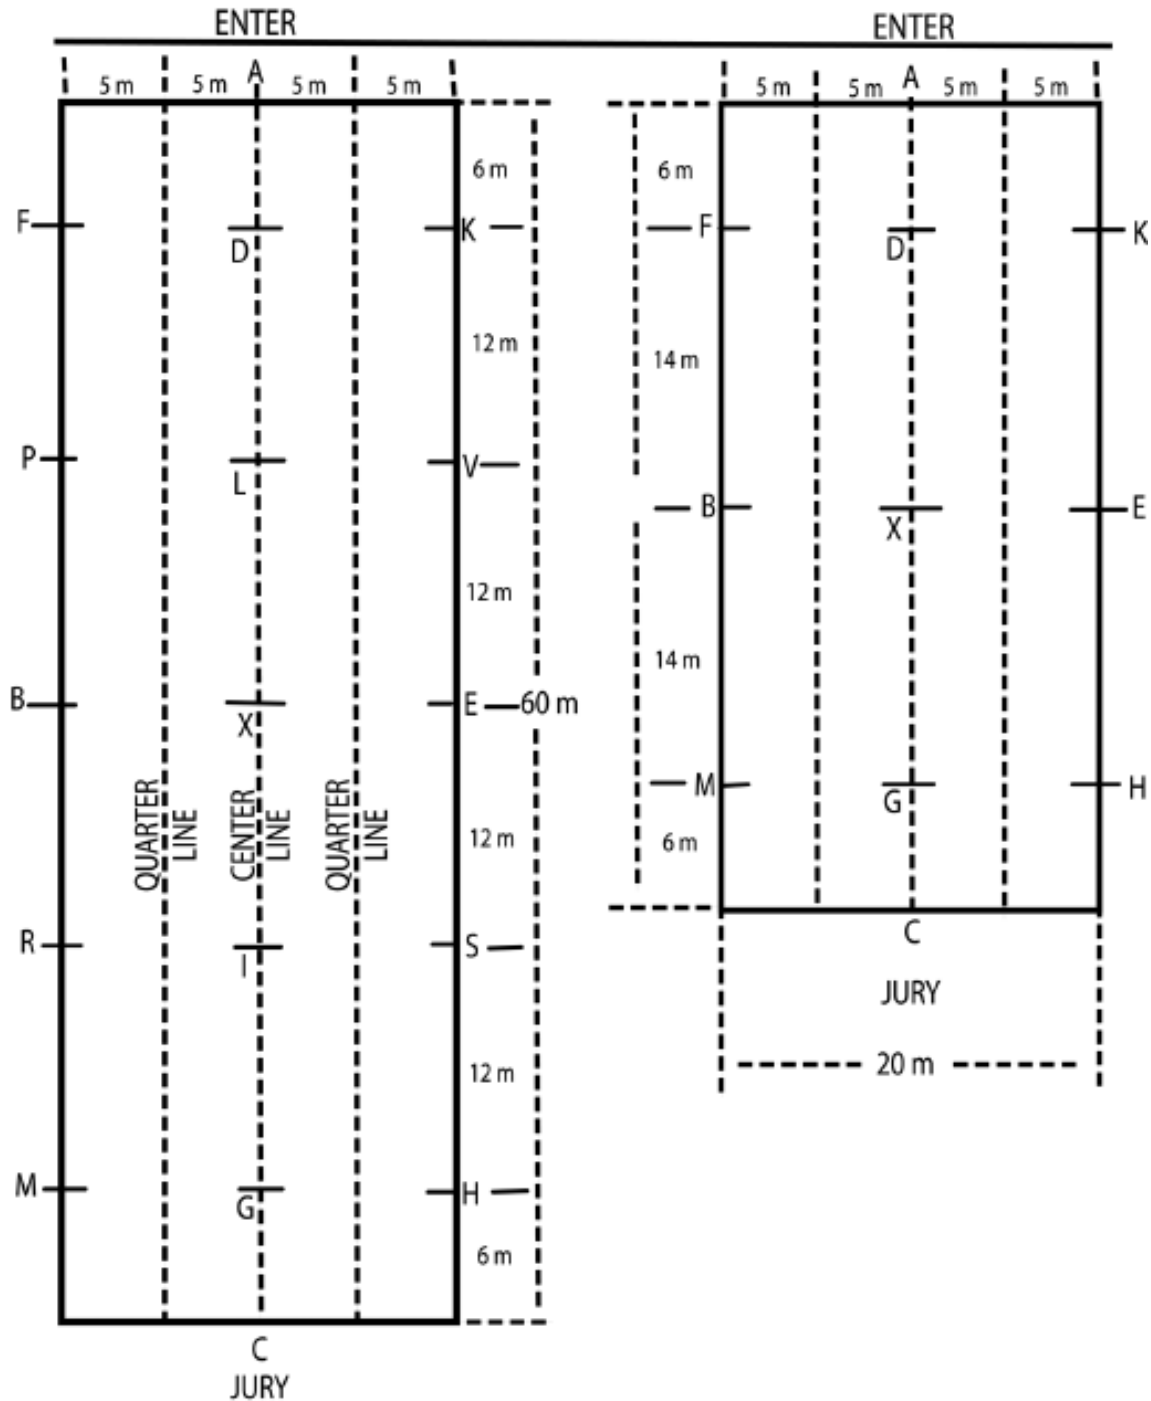 ENTER
5 m 5 m A 5 m 5 m
6 m
F D K
12 m
P L V
12 m
B X E 60 m
QUARTER LINE CENTER LINE QUARTER LINE
12 m
R I S
12 m
M G H
6 m
C
JURY
ENTER
5 m 5 m A 5 m 5 m
6 m
F D K
14 m
B X E
14 m
M G H
6 m
C
JURY
20 m